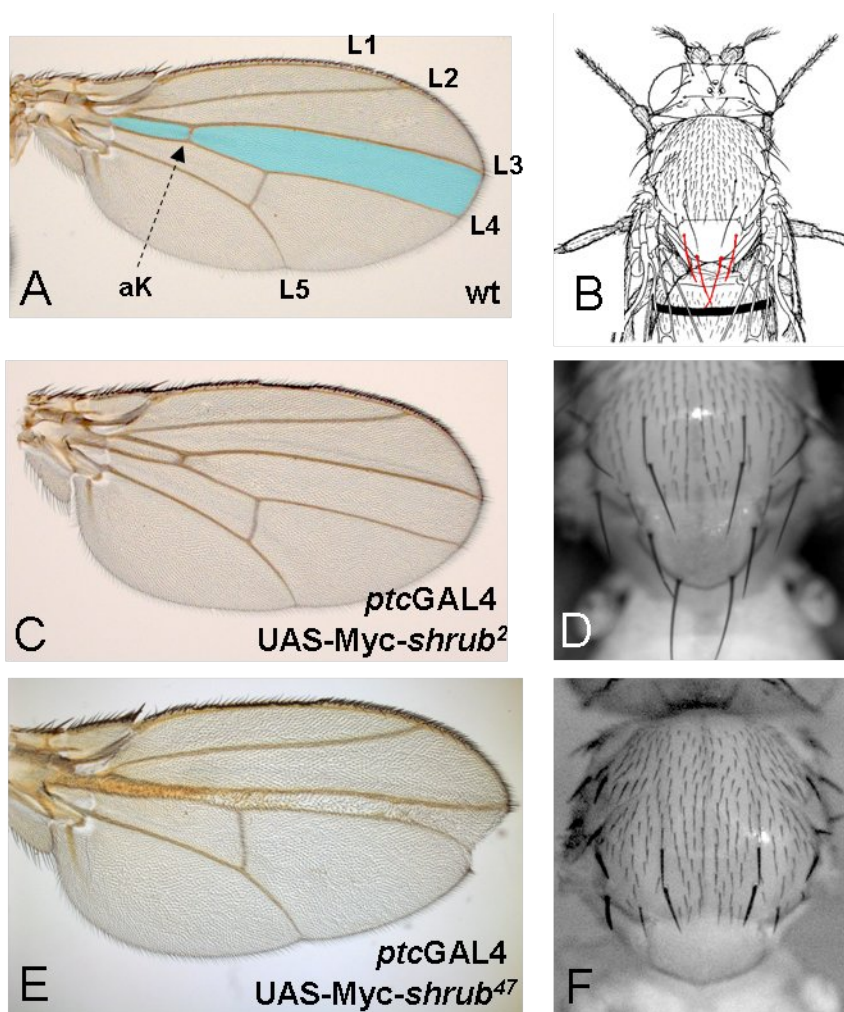 L1
L2
L3
L4
L5
aK
A
wt
B
C
ptcGAL4
UAS-Myc-shrub²
D
E
ptcGAL4
UAS-Myc-shrub⁴⁷
F